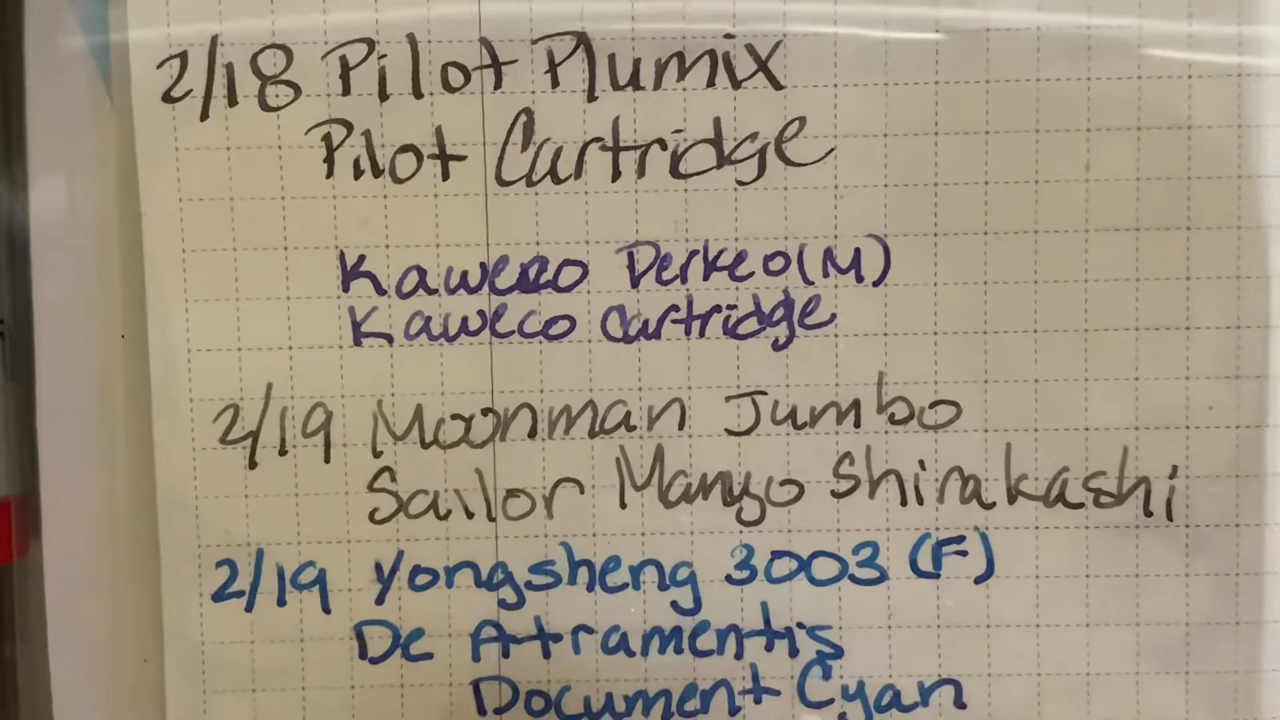 2/18 Pilot Plumix
Pilot Cartridge
Kaweco Perkeo (M)
Kaweco Cartridge
2/19 Moonman Jumbo
Sailor Manyo Shirakashi
2/19 Yongsheng 3003 (F)
De Atramentis
Document Cyan